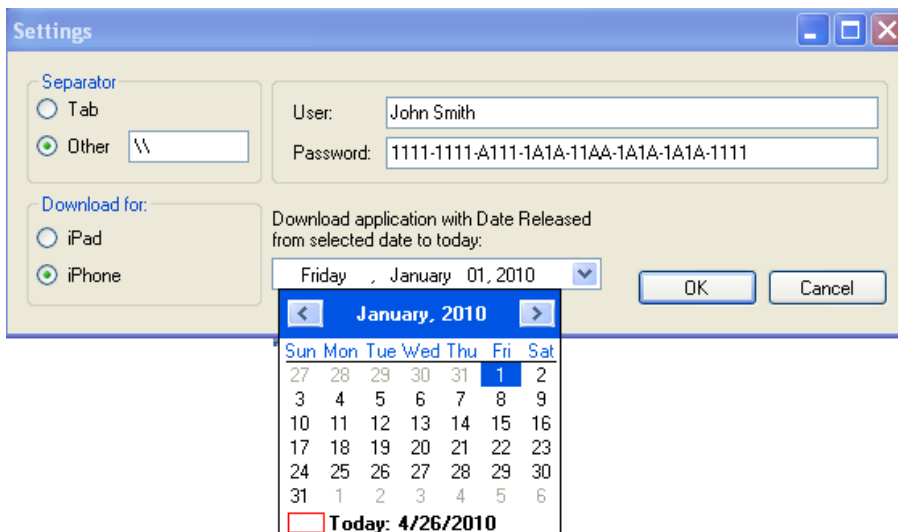 Settings
Separator
Tab
Other \\
User: John Smith
Password: 1111-1111-A111-1A1A-11AA-1A1A-1A1A-1111
Download for:
iPad
iPhone
Download application with Date Released
from selected date to today:
Friday , January 01, 2010
OK Cancel
January, 2010
Sun Mon Tue Wed Thu Fri Sat
27 28 29 30 31 1 2
3 4 5 6 7 8 9
10 11 12 13 14 15 16
17 18 19 20 21 22 23
24 25 26 27 28 29 30
31 1 2 3 4 5 6
Today: 4/26/2010